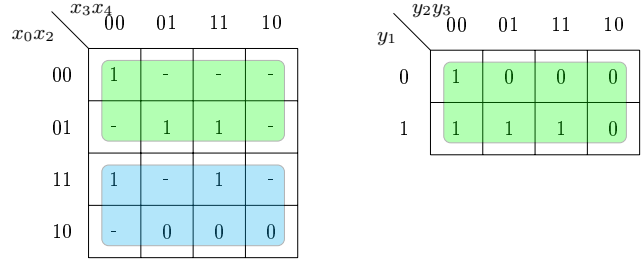 x₃x₄ y₂y₃
x₀x₂ 00 01 11 10 y₁ 00 01 11 10
00 1 - - - 0 1 0 0 0
01 - 1 1 - 1 1 1 1 0
11 1 - 1 -
10 - 0 0 0